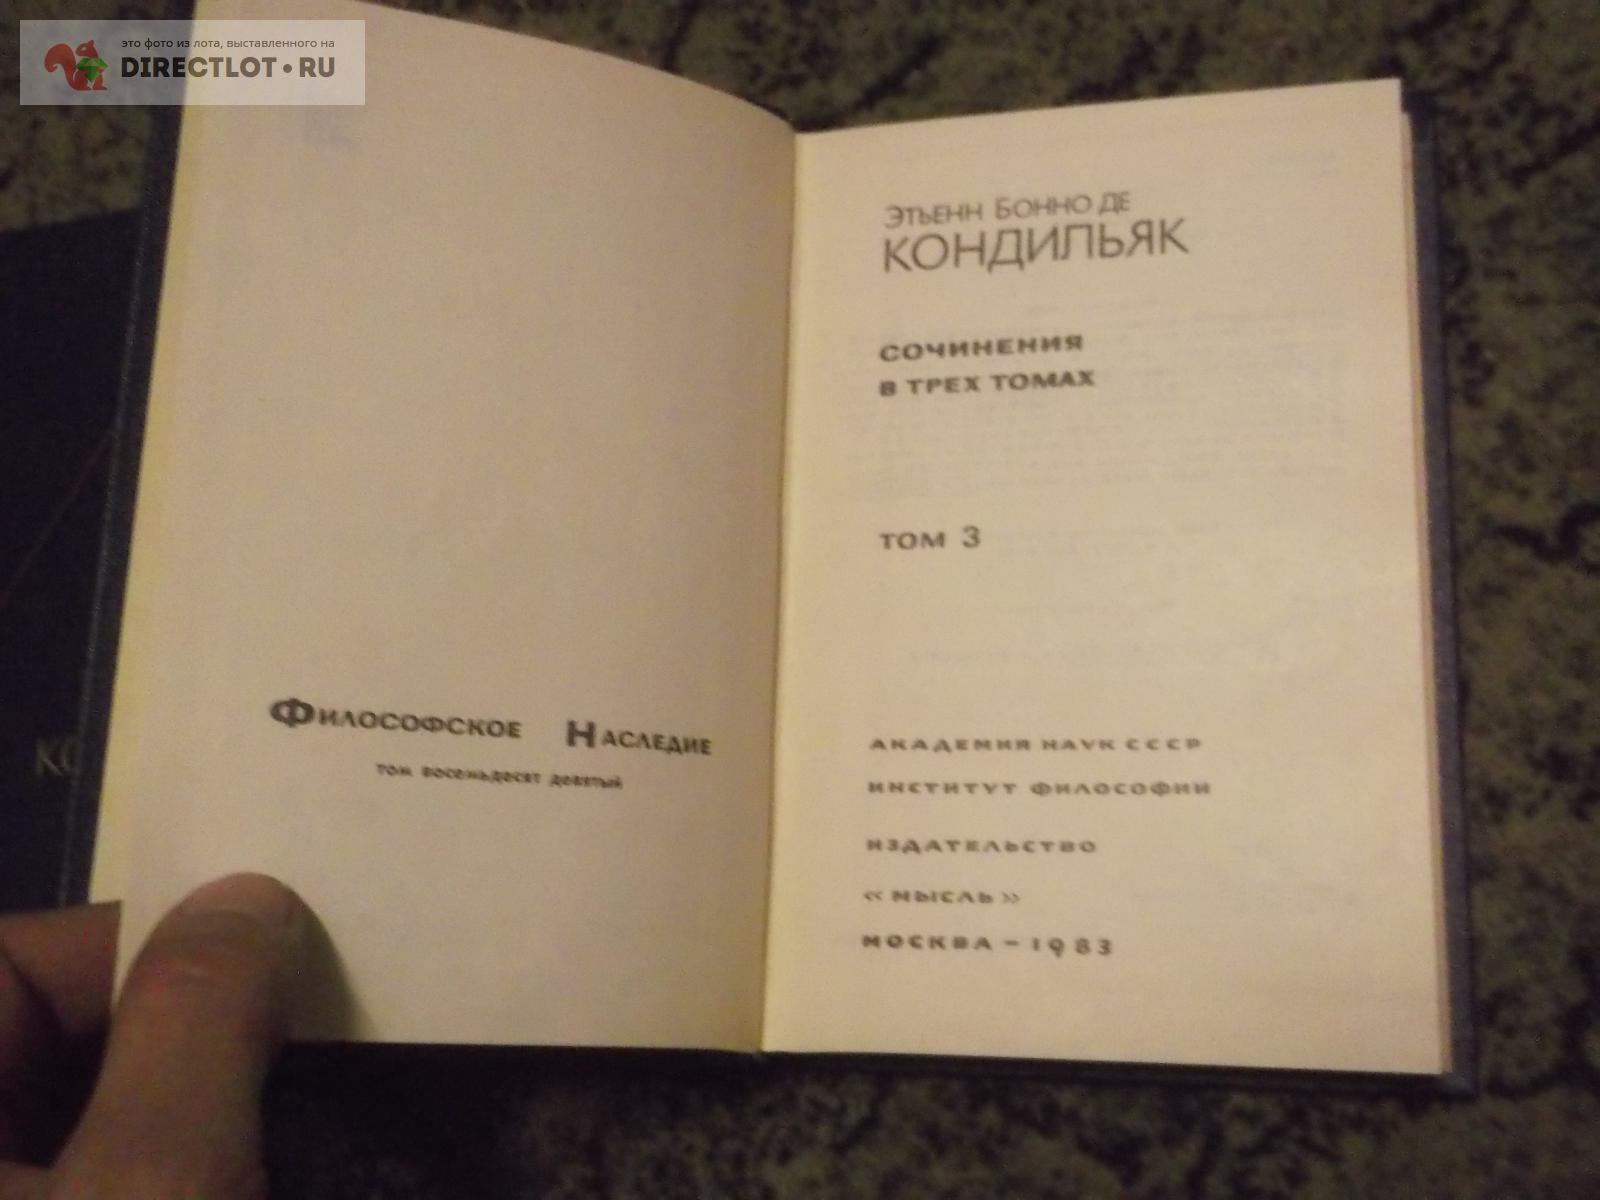 это фото из лота, выставленного на
DIRECTLOT•RU
Философское Наследие
том восемьдесят девятый
Этьенн Бонно де
КОНДИЛЬЯК
СОЧИНЕНИЯ
В ТРЕХ ТОМАХ
ТОМ 3
АКАДЕМИЯ НАУК СССР
ИНСТИТУТ ФИЛОСОФИИ
ИЗДАТЕЛЬСТВО
«МЫСЛЬ»
МОСКВА – 1983
КО